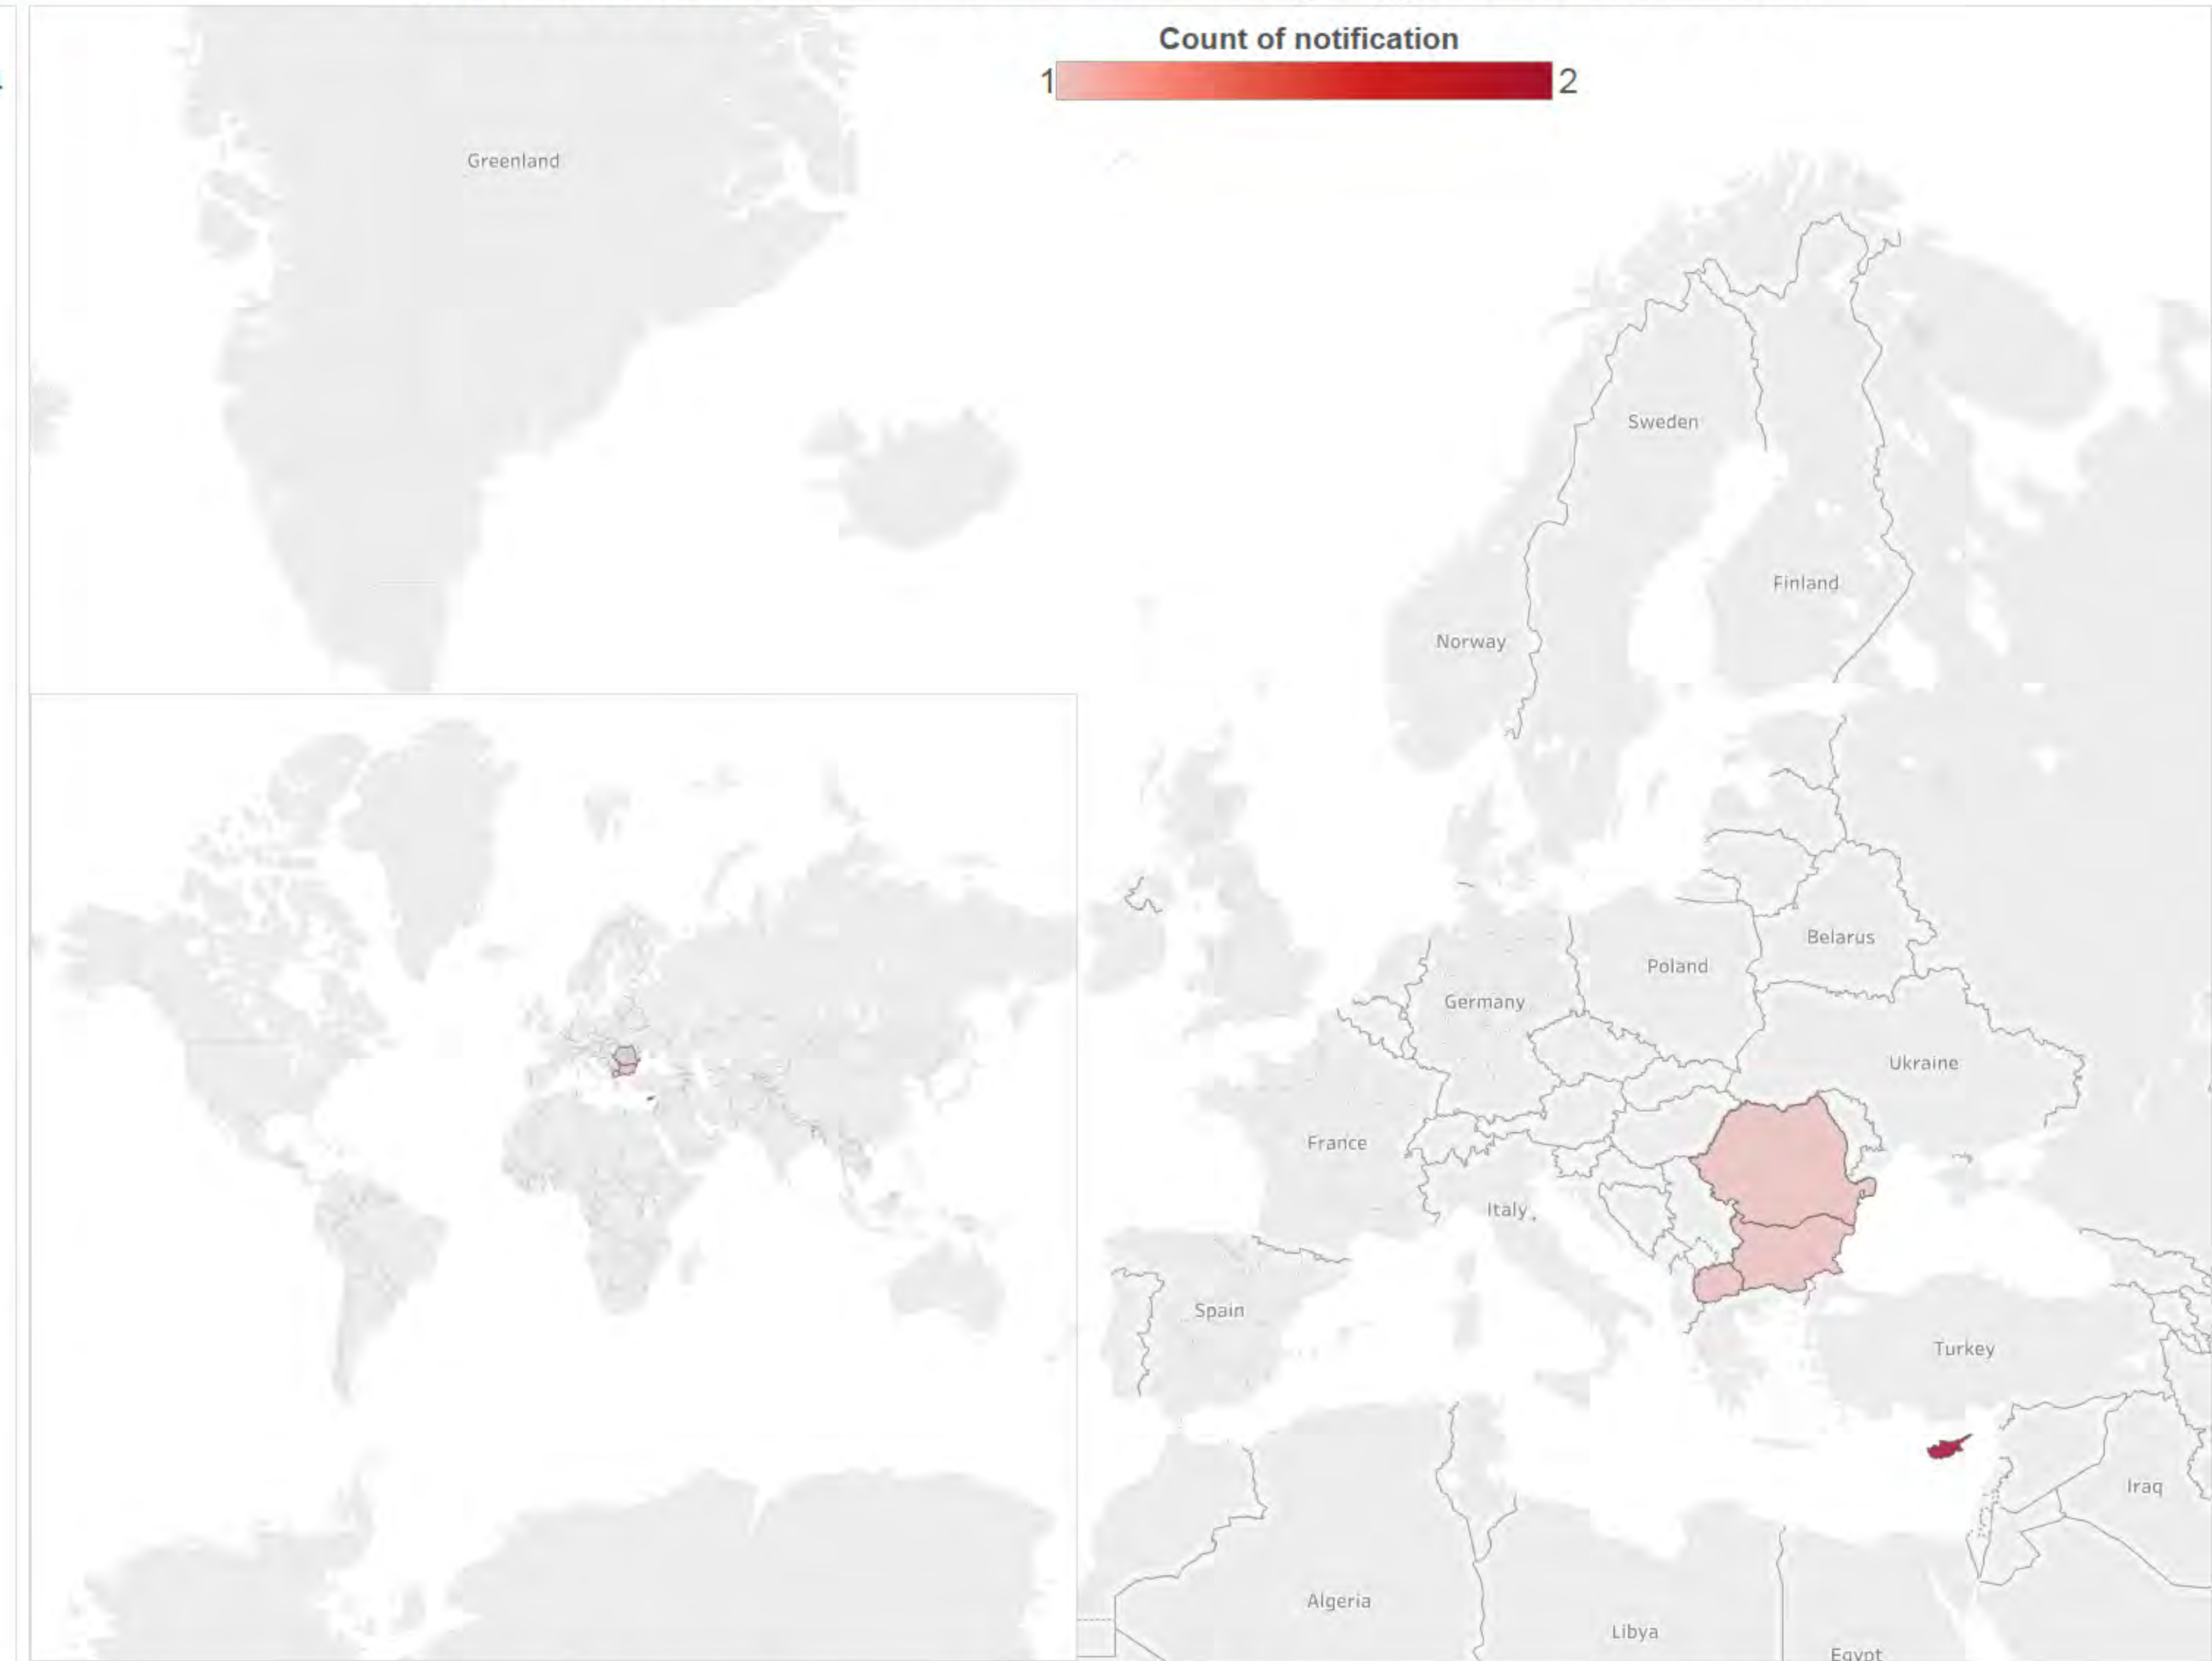 Count of notification
1 2
Greenland
Sweden
Finland
Norway
Belarus
Poland
Germany
Ukraine
France
Italy
Spain
Turkey
Iraq
Algeria
Libya
Egypt